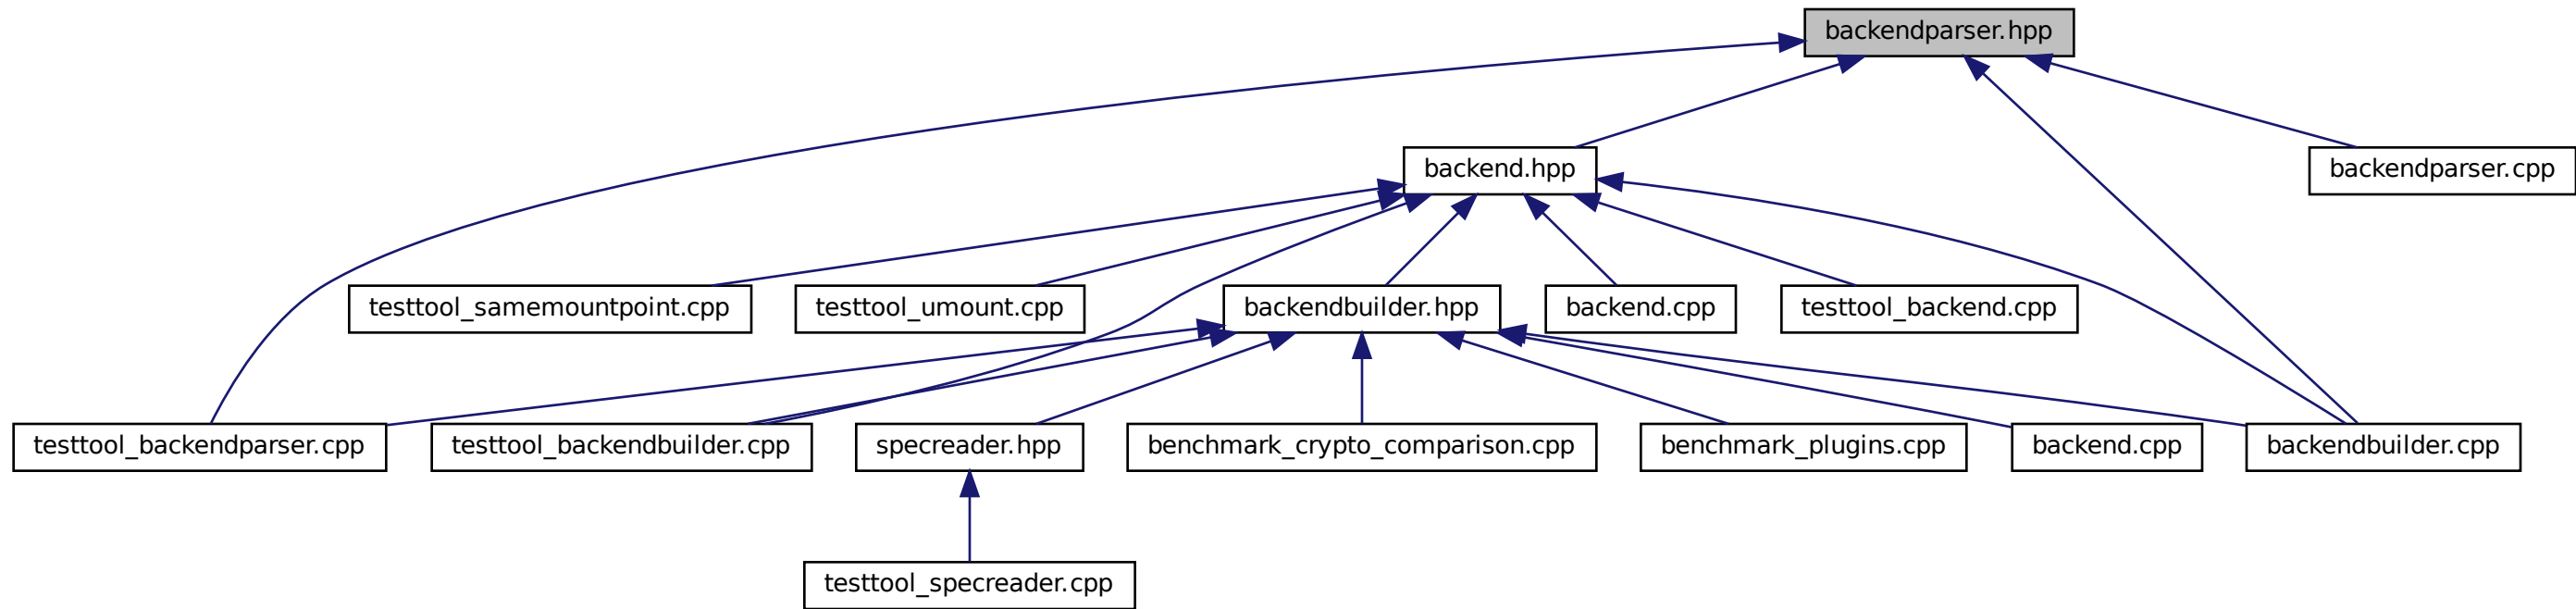 backendparser.hpp
backend.hpp
backendparser.cpp
testtool_samemountpoint.cpp
testtool_umount.cpp
backendbuilder.hpp
backend.cpp
testtool_backend.cpp
testtool_backendparser.cpp
testtool_backendbuilder.cpp
specreader.hpp
benchmark_crypto_comparison.cpp
benchmark_plugins.cpp
backend.cpp
backendbuilder.cpp
testtool_specreader.cpp